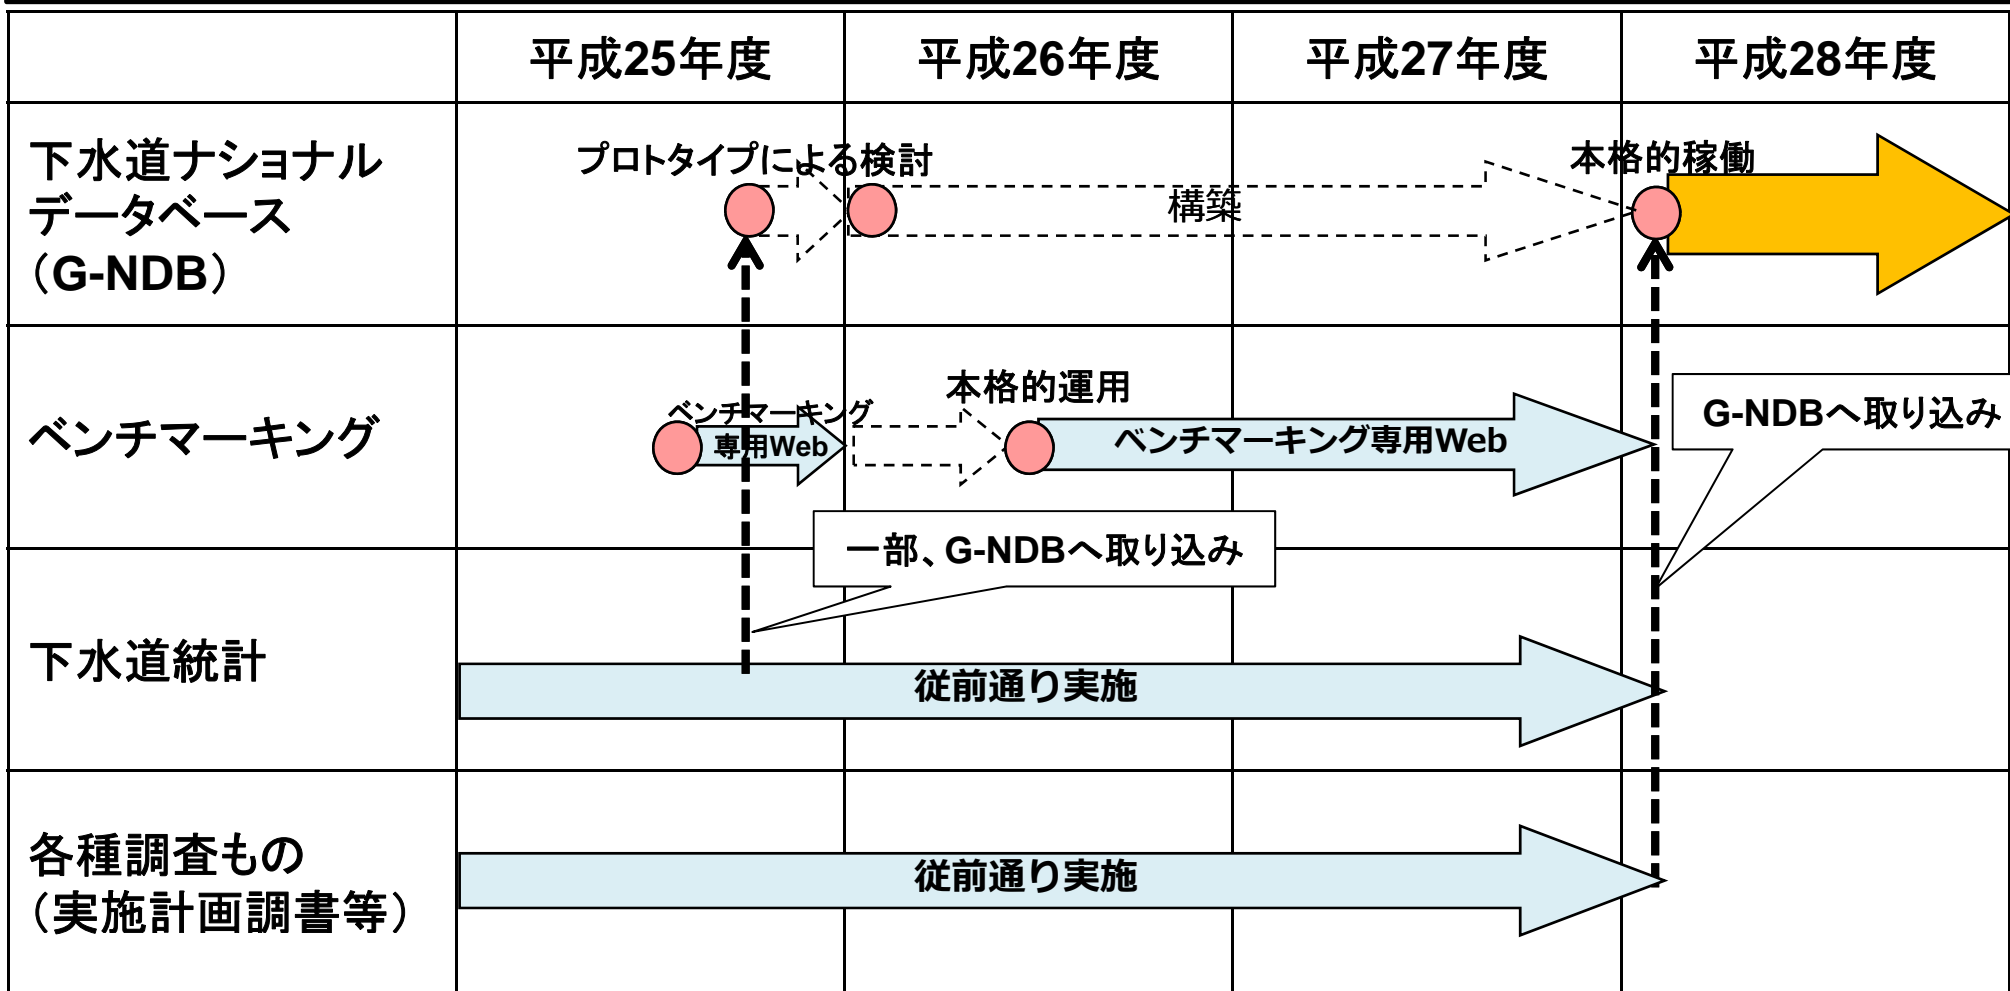 平成25年度
平成26年度
平成27年度
平成28年度
下水道ナショナル
データベース
（G-NDB）
プロトタイプによる検討
構築
本格的稼働
ベンチマーキング
ベンチマーキング
専用Web
本格的運用
ベンチマーキング専用Web
G-NDBへ取り込み
一部、G-NDBへ取り込み
下水道統計
従前通り実施
各種調査もの
（実施計画調書等）
従前通り実施